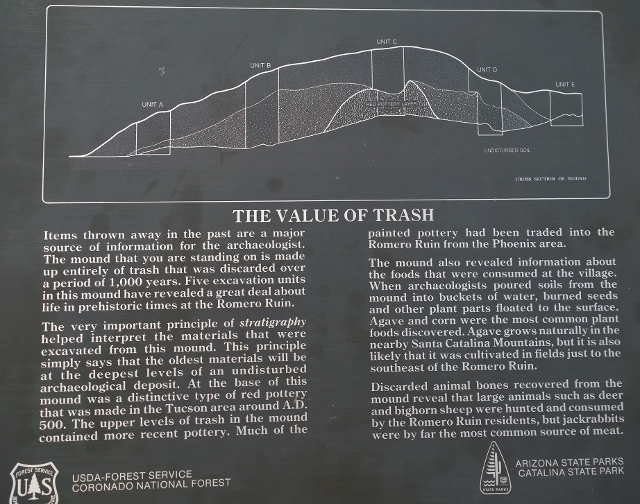 UNIT C
UNIT B
UNIT D
UNIT E
UNIT A
RED POTTERY LAYER
UNDISTURBED SOIL
CROSS SECTION OF MOUND
THE VALUE OF TRASH
Items thrown away in the past are a major
source of information for the archaeologist.
The mound that you are standing on is made
up entirely of trash that was discarded over
a period of 1,000 years. Five excavation units
in this mound have revealed a great deal about
life in prehistoric times at the Romero Ruin.
The very important principle of stratigraphy
helped interpret the materials that were
excavated from this mound. This principle
simply says that the oldest materials will be
at the deepest levels of an undisturbed
archaeological deposit. At the base of this
mound was a distinctive type of red pottery
that was made in the Tucson area around A.D.
500. The upper levels of trash in the mound
contained more recent pottery. Much of the
painted pottery had been traded into the
Romero Ruin from the Phoenix area.
The mound also revealed information about
the foods that were consumed at the village.
When archaeologists poured soils from the
mound into buckets of water, burned seeds
and other plant parts floated to the surface.
Agave and corn were the most common plant
foods discovered. Agave grows naturally in the
nearby Santa Catalina Mountains, but it is also
likely that it was cultivated in fields just to the
southeast of the Romero Ruin.
Discarded animal bones recovered from the
mound reveal that large animals such as deer
and bighorn sheep were hunted and consumed
by the Romero Ruin residents, but jackrabbits
were by far the most common source of meat.
FOREST SERVICE
US
USDA-FOREST SERVICE
CORONADO NATIONAL FOREST
STATE PARKS
ARIZONA STATE PARKS
CATALINA STATE PARK